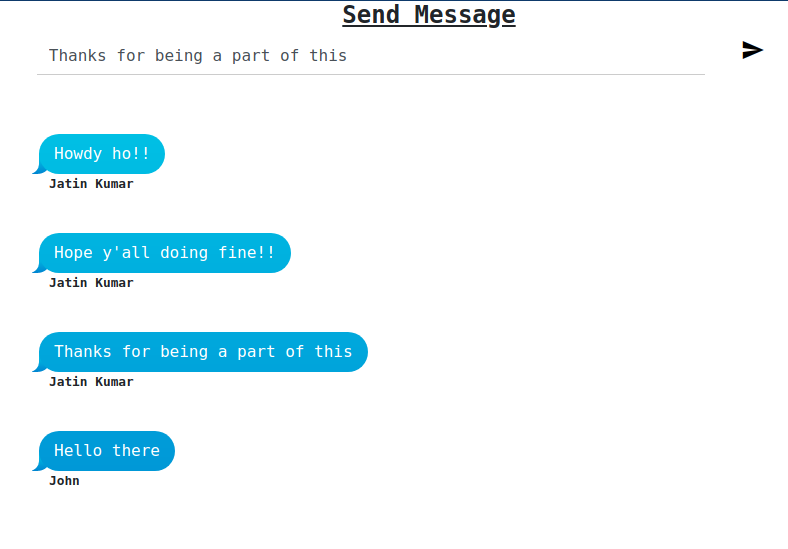 Send Message
Thanks for being a part of this
Howdy ho!!
Jatin Kumar
Hope y'all doing fine!!
Jatin Kumar
Thanks for being a part of this
Jatin Kumar
Hello there
John